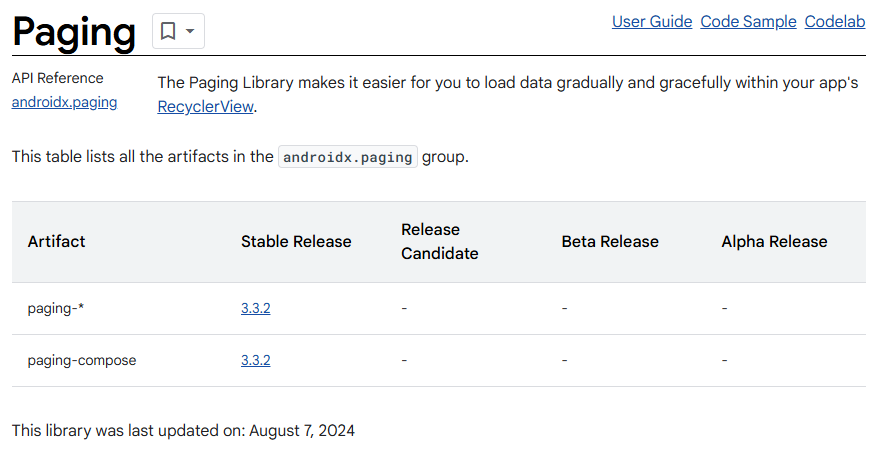 Paging
User Guide Code Sample Codelab
API Reference
androidx.paging
The Paging Library makes it easier for you to load data gradually and gracefully within your app's
RecyclerView.
This table lists all the artifacts in the androidx.paging group.
Artifact Stable Release Release Candidate Beta Release Alpha Release
paging-* 3.3.2 - - -
paging-compose 3.3.2 - - -
This library was last updated on: August 7, 2024